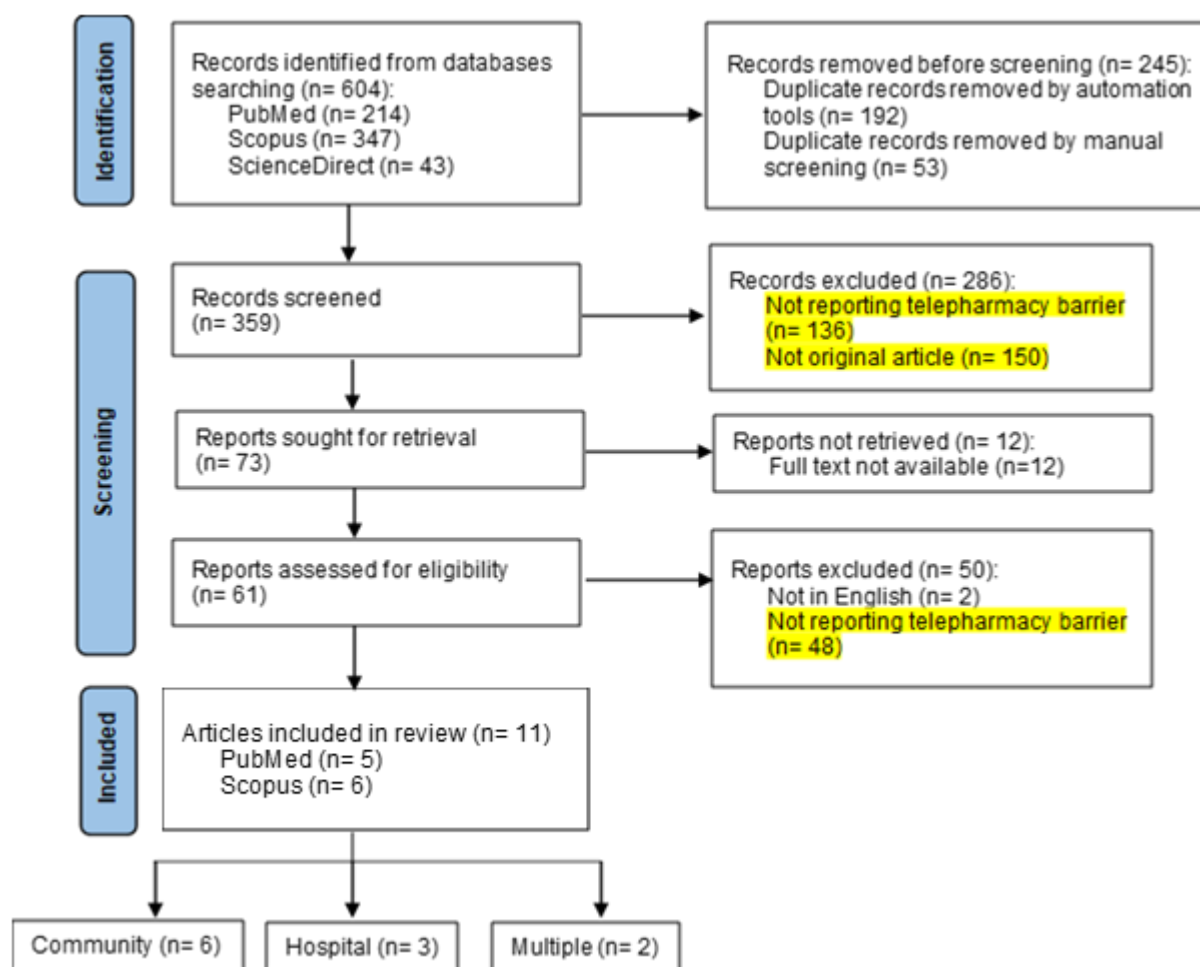 Identification
Records identified from databases
searching (n= 604):
PubMed (n= 214)
Scopus (n= 347)
ScienceDirect (n= 43)
Records removed before screening (n= 245):
Duplicate records removed by automation
tools (n= 192)
Duplicate records removed by manual
screening (n= 53)
Screening
Records screened
(n= 359)
Records excluded (n= 286):
Not reporting telepharmacy barrier
(n= 136)
Not original article (n= 150)
Reports sought for retrieval
(n= 73)
Reports not retrieved (n= 12):
Full text not available (n=12)
Reports assessed for eligibility
(n= 61)
Reports excluded (n= 50):
Not in English (n= 2)
Not reporting telepharmacy barrier
(n= 48)
Included
Articles included in review (n= 11)
PubMed (n= 5)
Scopus (n= 6)
Community (n= 6)
Hospital (n= 3)
Multiple (n= 2)